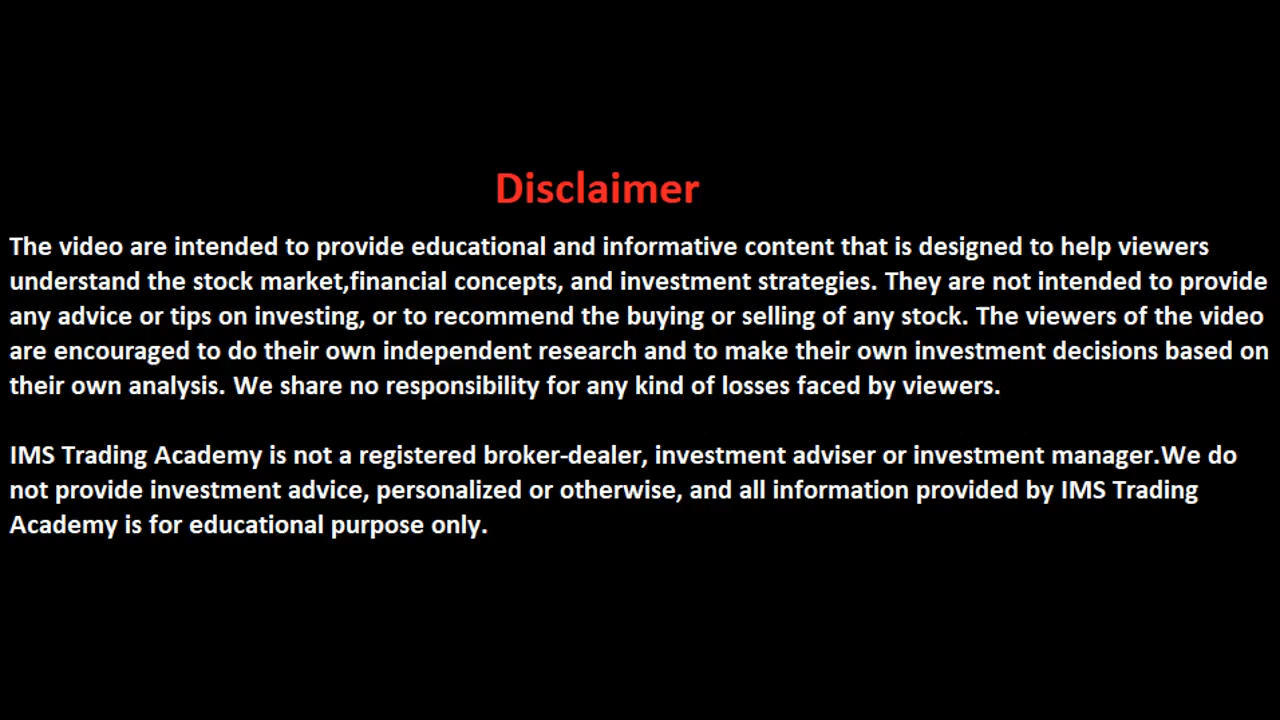 Disclaimer
The video are intended to provide educational and informative content that is designed to help viewers
understand the stock market,financial concepts, and investment strategies. They are not intended to provide
any advice or tips on investing, or to recommend the buying or selling of any stock. The viewers of the video
are encouraged to do their own independent research and to make their own investment decisions based on
their own analysis. We share no responsibility for any kind of losses faced by viewers.
IMS Trading Academy is not a registered broker-dealer, investment adviser or investment manager.We do
not provide investment advice, personalized or otherwise, and all information provided by IMS Trading
Academy is for educational purpose only.